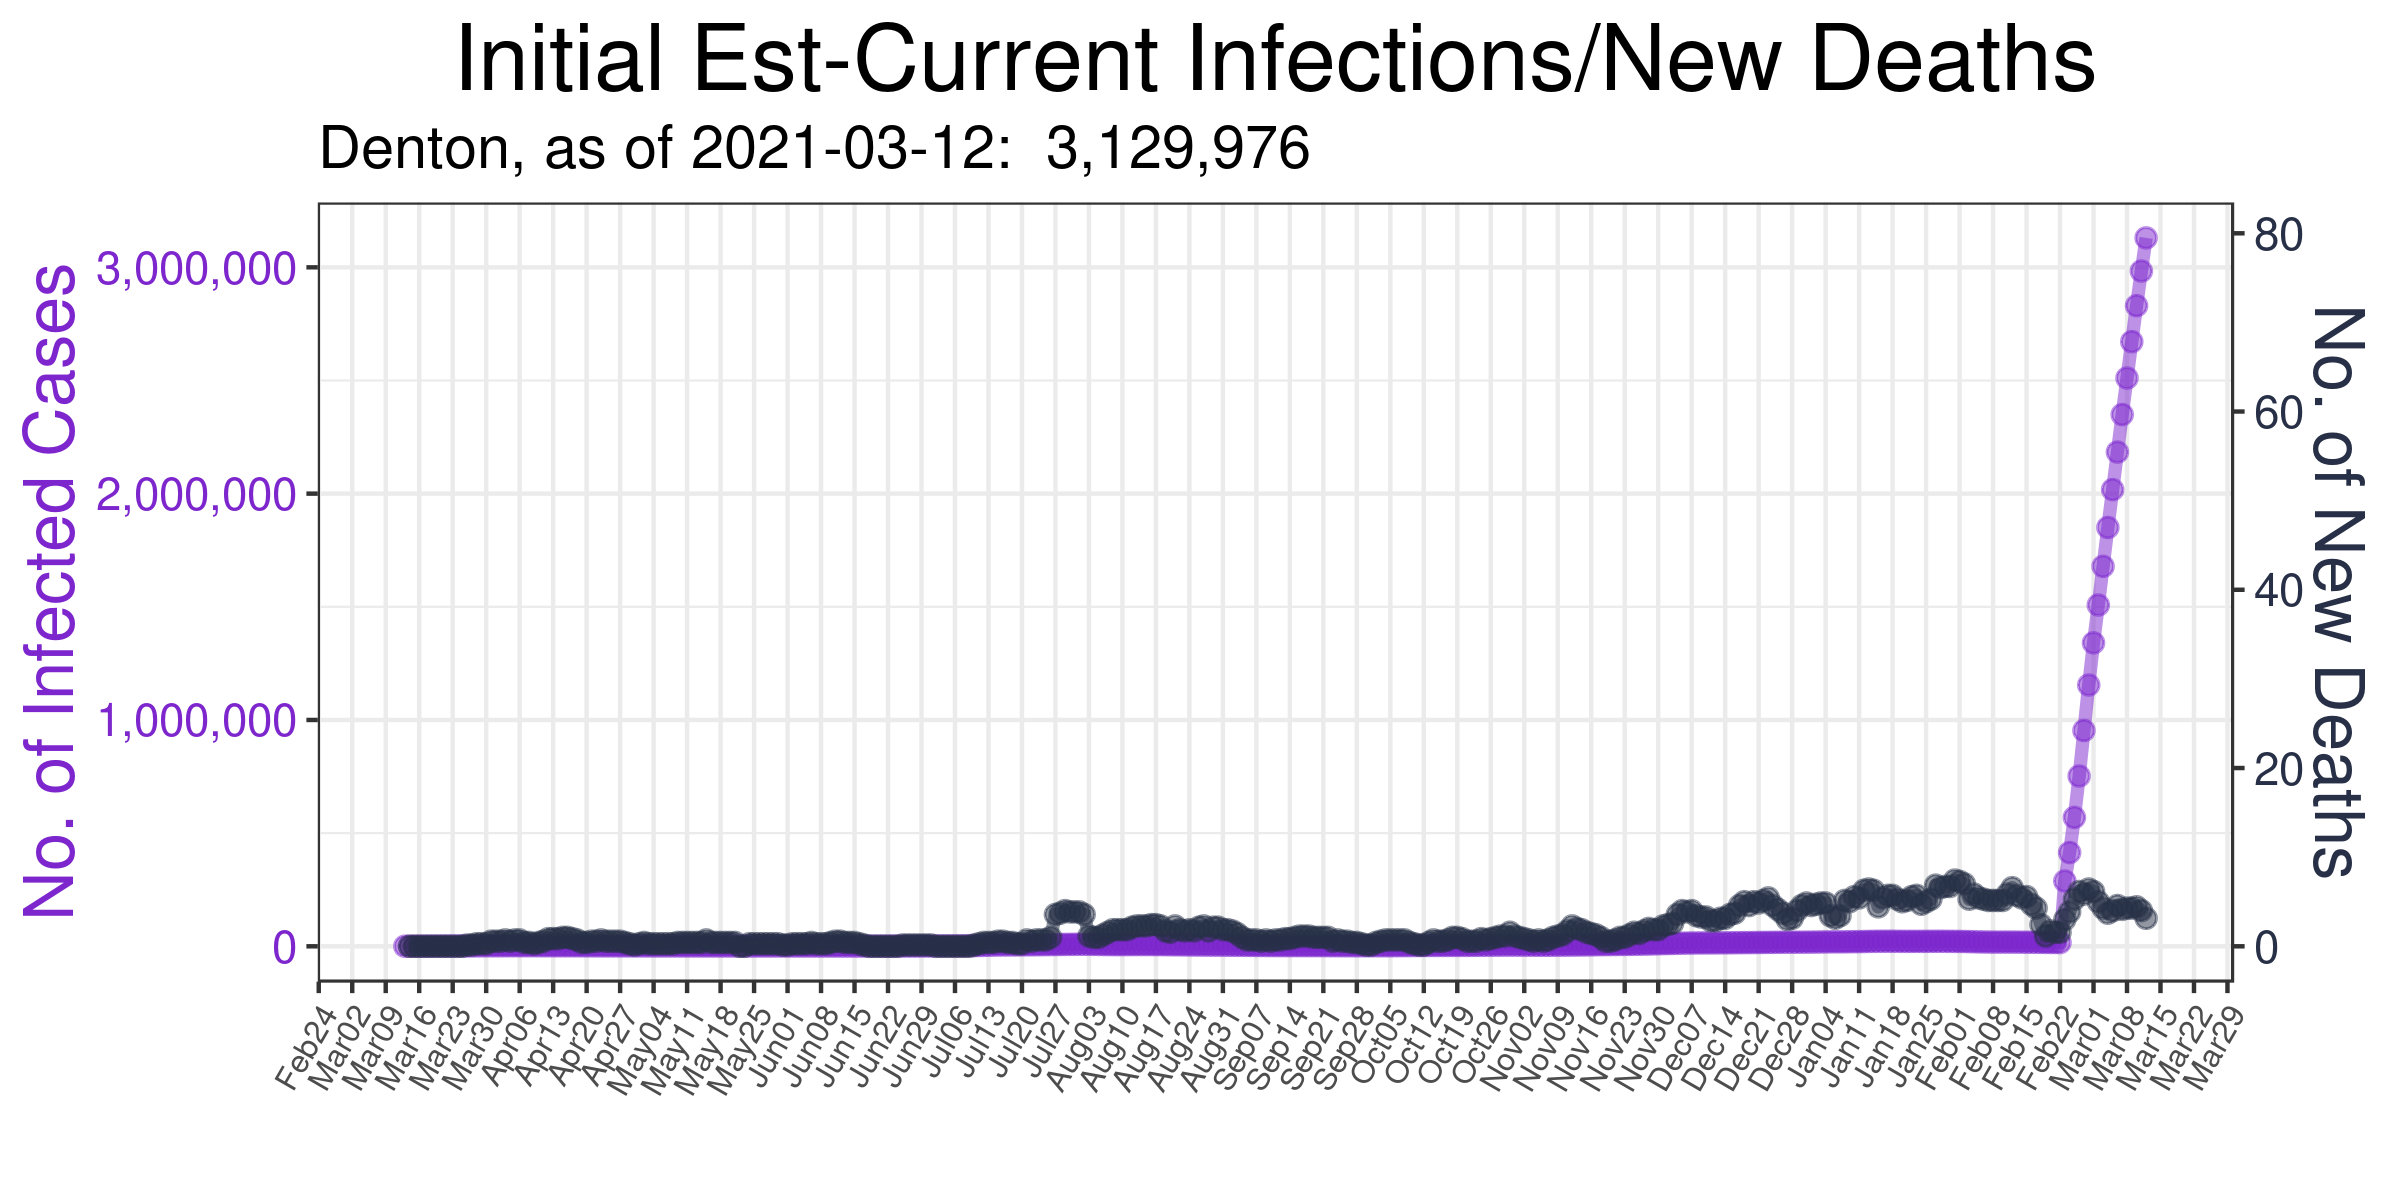 Initial Est-Current Infections/New Deaths
Denton, as of 2021-03-12:  3,129,976
No. of Infected Cases
3,000,000
2,000,000
1,000,000
0
80
60
40
20
0
No. of New Deaths
Feb24
Mar02
Mar09
Mar16
Mar23
Mar30
Apr06
Apr13
Apr20
Apr27
May04
May11
May18
May25
Jun01
Jun08
Jun15
Jun22
Jun29
Jul06
Jul13
Jul20
Jul27
Aug03
Aug10
Aug17
Aug24
Aug31
Sep07
Sep14
Sep21
Sep28
Oct05
Oct12
Oct19
Oct26
Nov02
Nov09
Nov16
Nov23
Nov30
Dec07
Dec14
Dec21
Dec28
Jan04
Jan11
Jan18
Jan25
Feb01
Feb08
Feb15
Feb22
Mar01
Mar08
Mar15
Mar22
Mar29